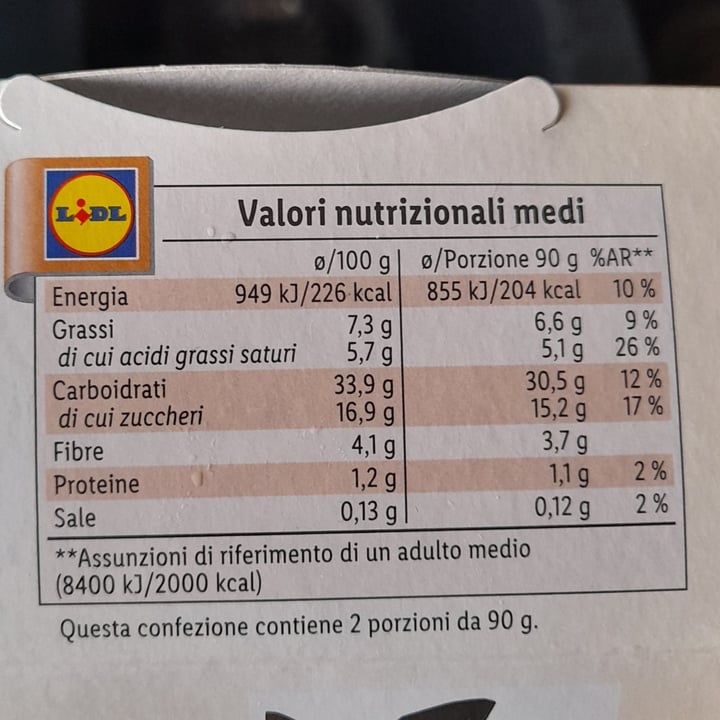 LIDL
Valori nutrizionali medi
ø/100 g ø/Porzione 90 g %AR**
Energia 949 kJ/226 kcal 855 kJ/204 kcal 10 %
Grassi 7,3 g 6,6 g 9 %
di cui acidi grassi saturi 5,7 g 5,1 g 26 %
Carboidrati 33,9 g 30,5 g 12 %
di cui zuccheri 16,9 g 15,2 g 17 %
Fibre 4,1 g 3,7 g
Proteine 1,2 g 1,1 g 2 %
Sale 0,13 g 0,12 g 2 %
**Assunzioni di riferimento di un adulto medio
(8400 kJ/2000 kcal)
Questa confezione contiene 2 porzioni da 90 g.